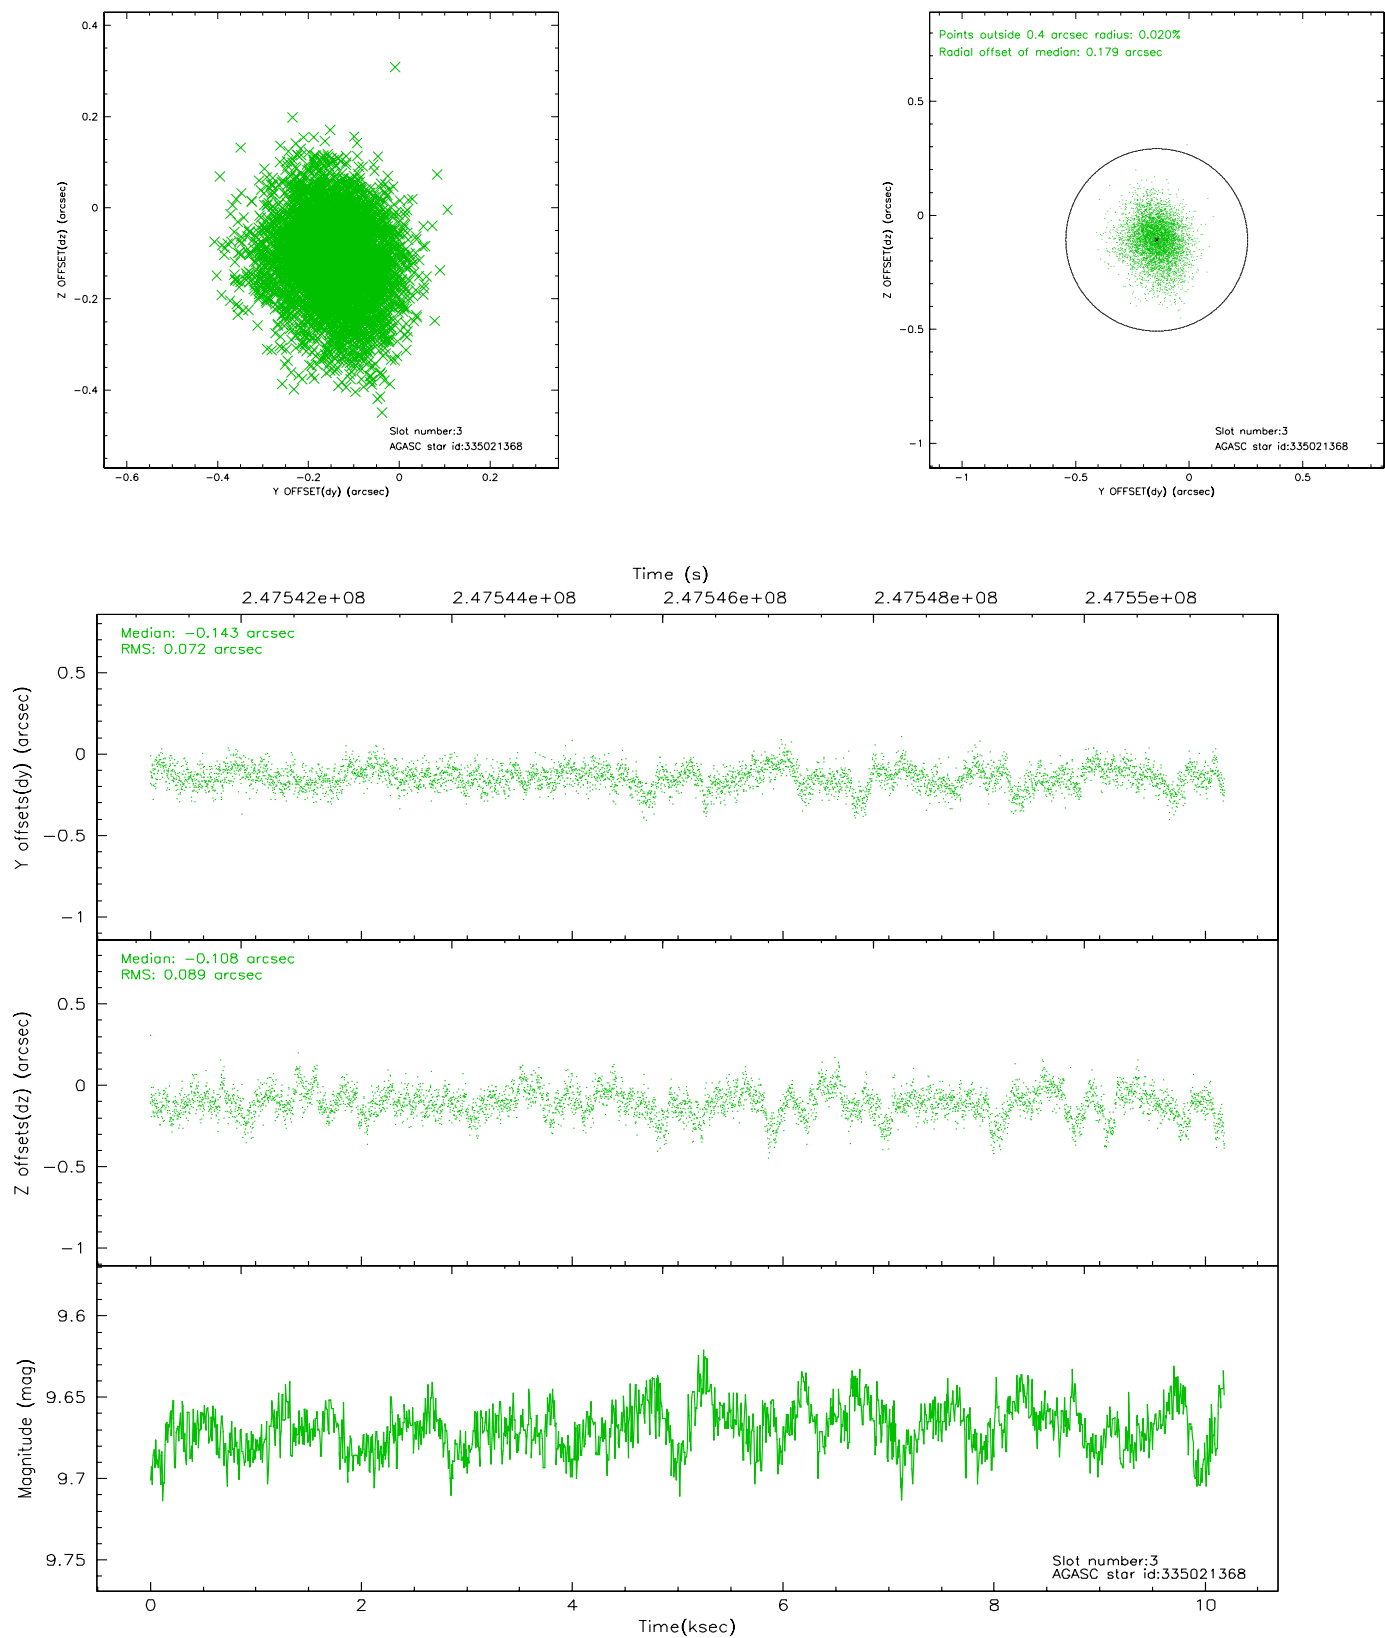 0.4
0.2
0
-0.2
-0.4
Z OFFSET(dz) (arcsec)
-0.6
-0.4
-0.2
0
0.2
Y OFFSET(dy) (arcsec)
Slot number:3
AGASC star id:335021368
Points outside 0.4 arcsec radius: 0.020%
Radial offset of median: 0.179 arcsec
0.5
0
-0.5
-1
Z OFFSET(dz) (arcsec)
-1
-0.5
0
0.5
Y OFFSET(dy) (arcsec)
Slot number:3
AGASC star id:335021368
Time (s)
2.47542e+08
2.47544e+08
2.47546e+08
2.47548e+08
2.4755e+08
Median: -0.143 arcsec
RMS: 0.072 arcsec
0.5
0
-0.5
-1
Y offsets(dy) (arcsec)
Median: -0.108 arcsec
RMS: 0.089 arcsec
0.5
0
-0.5
-1
Z offsets(dz) (arcsec)
9.6
9.65
9.7
9.75
Magnitude (mag)
Slot number:3
AGASC star id:335021368
0
2
4
6
8
10
Time(ksec)